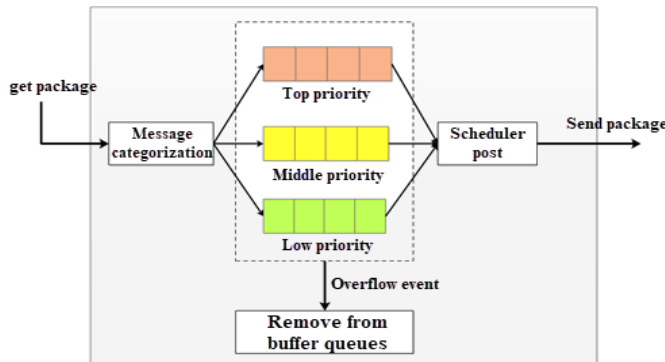 get package
Message
categorization
Top priority
Middle priority
Low priority
Scheduler
post
Send package
Overflow event
Remove from
buffer queues